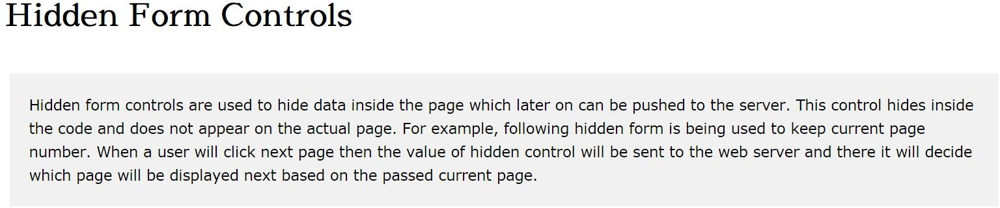 Hidden Form Controls
Hidden form controls are used to hide data inside the page which later on can be pushed to the server. This control hides inside
the code and does not appear on the actual page. For example, following hidden form is being used to keep current page
number. When a user will click next page then the value of hidden control will be sent to the web server and there it will decide
which page will be displayed next based on the passed current page.